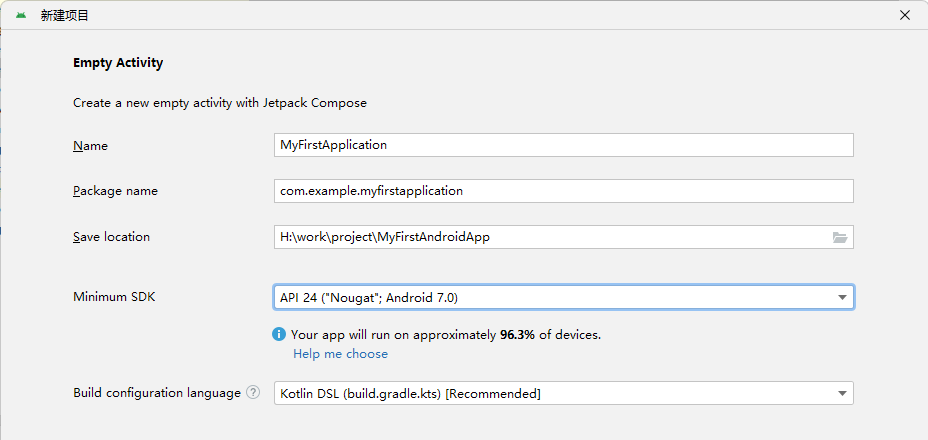 新建项目
Empty Activity
Create a new empty activity with Jetpack Compose
Name MyFirstApplication
Package name com.example.myfirstapplication
Save location H:\work\project\MyFirstAndroidApp
Minimum SDK API 24 ("Nougat"; Android 7.0)
Your app will run on approximately 96.3% of devices.
Help me choose
Build configuration language ? Kotlin DSL (build.gradle.kts) [Recommended]